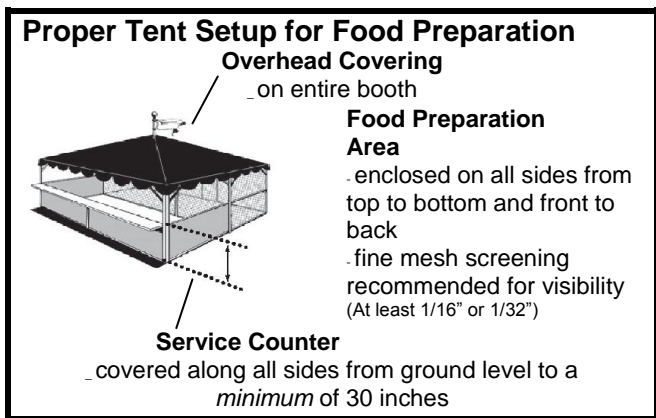 Proper Tent Setup for Food Preparation
Overhead Covering
- on entire booth
Food Preparation
Area
- enclosed on all sides from
top to bottom and front to
back
- fine mesh screening
recommended for visibility
(At least 1/16” or 1/32”)
Service Counter
- covered along all sides from ground level to a
minimum of 30 inches